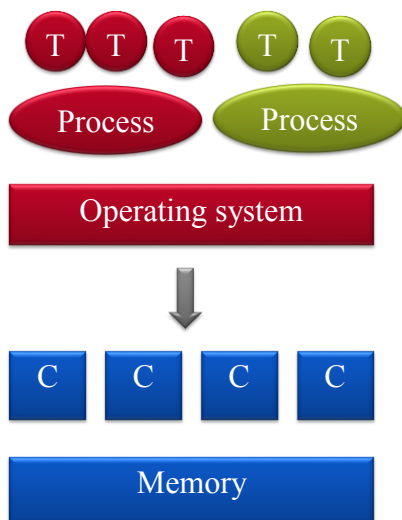 T T T T T
Process Process
Operating system
C C C C
Memory